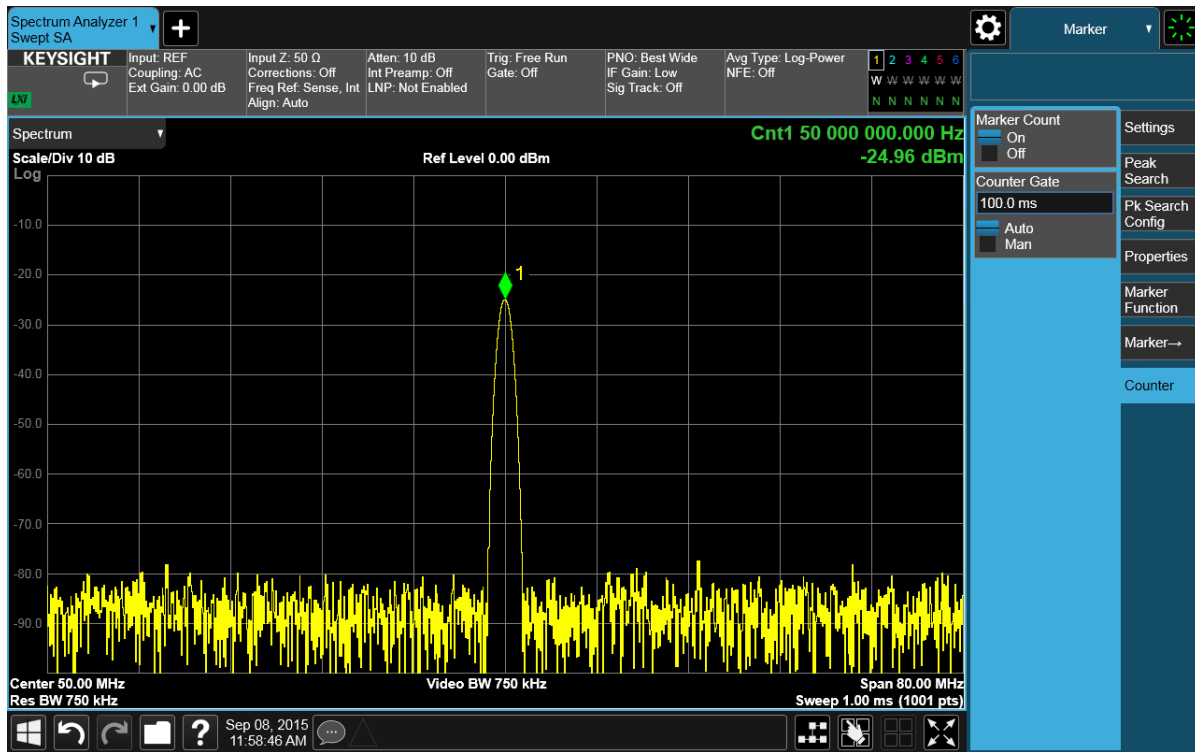 Spectrum Analyzer 1
Swept SA
Marker
KEYSIGHT
LXI
Input: REF
Coupling: AC
Ext Gain: 0.00 dB
Input Z: 50 Ω
Corrections: Off
Freq Ref: Sense, Int
Align: Auto
Atten: 10 dB
Int Preamp: Off
LNP: Not Enabled
Trig: Free Run
Gate: Off
PNO: Best Wide
IF Gain: Low
Sig Track: Off
Avg Type: Log-Power
NFE: Off
1 2 3 4 5 6
W W W W W W
N N N N N N
Spectrum
Cnt1 50 000 000.000 Hz
Scale/Div 10 dB
Ref Level 0.00 dBm
-24.96 dBm
Log
-10.0
-20.0
-30.0
-40.0
-50.0
-60.0
-70.0
-80.0
-90.0
1
Center 50.00 MHz
Video BW 750 kHz
Span 80.00 MHz
Res BW 750 kHz
Sweep 1.00 ms (1001 pts)
Marker Count
On
Off
Counter Gate
100.0 ms
Auto
Man
Settings
Peak
Search
Pk Search
Config
Properties
Marker
Function
Marker→
Counter
?
Sep 08, 2015
11:58:46 AM